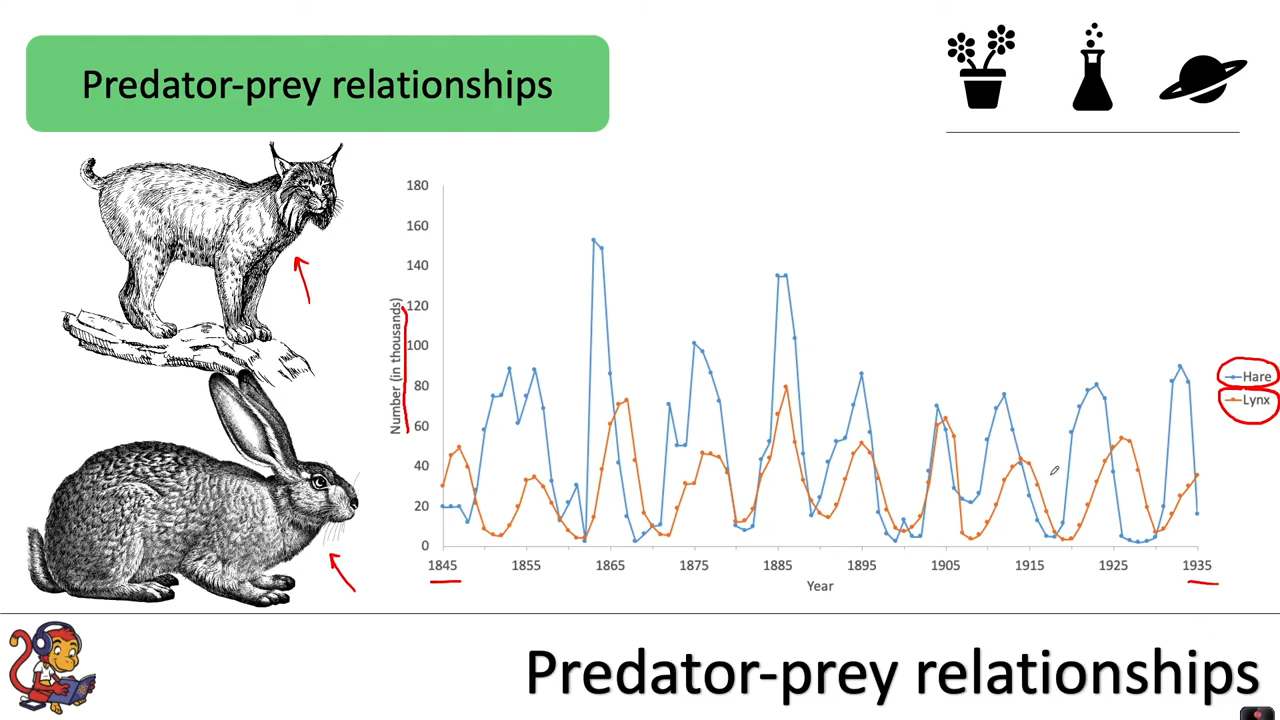 Predator-prey relationships
180
160
140
120
100
80
60
40
20
0
Number (in thousands)
1845 1855 1865 1875 1885 1895 1905 1915 1925 1935
Year
Hare
Lynx
Predator-prey relationships